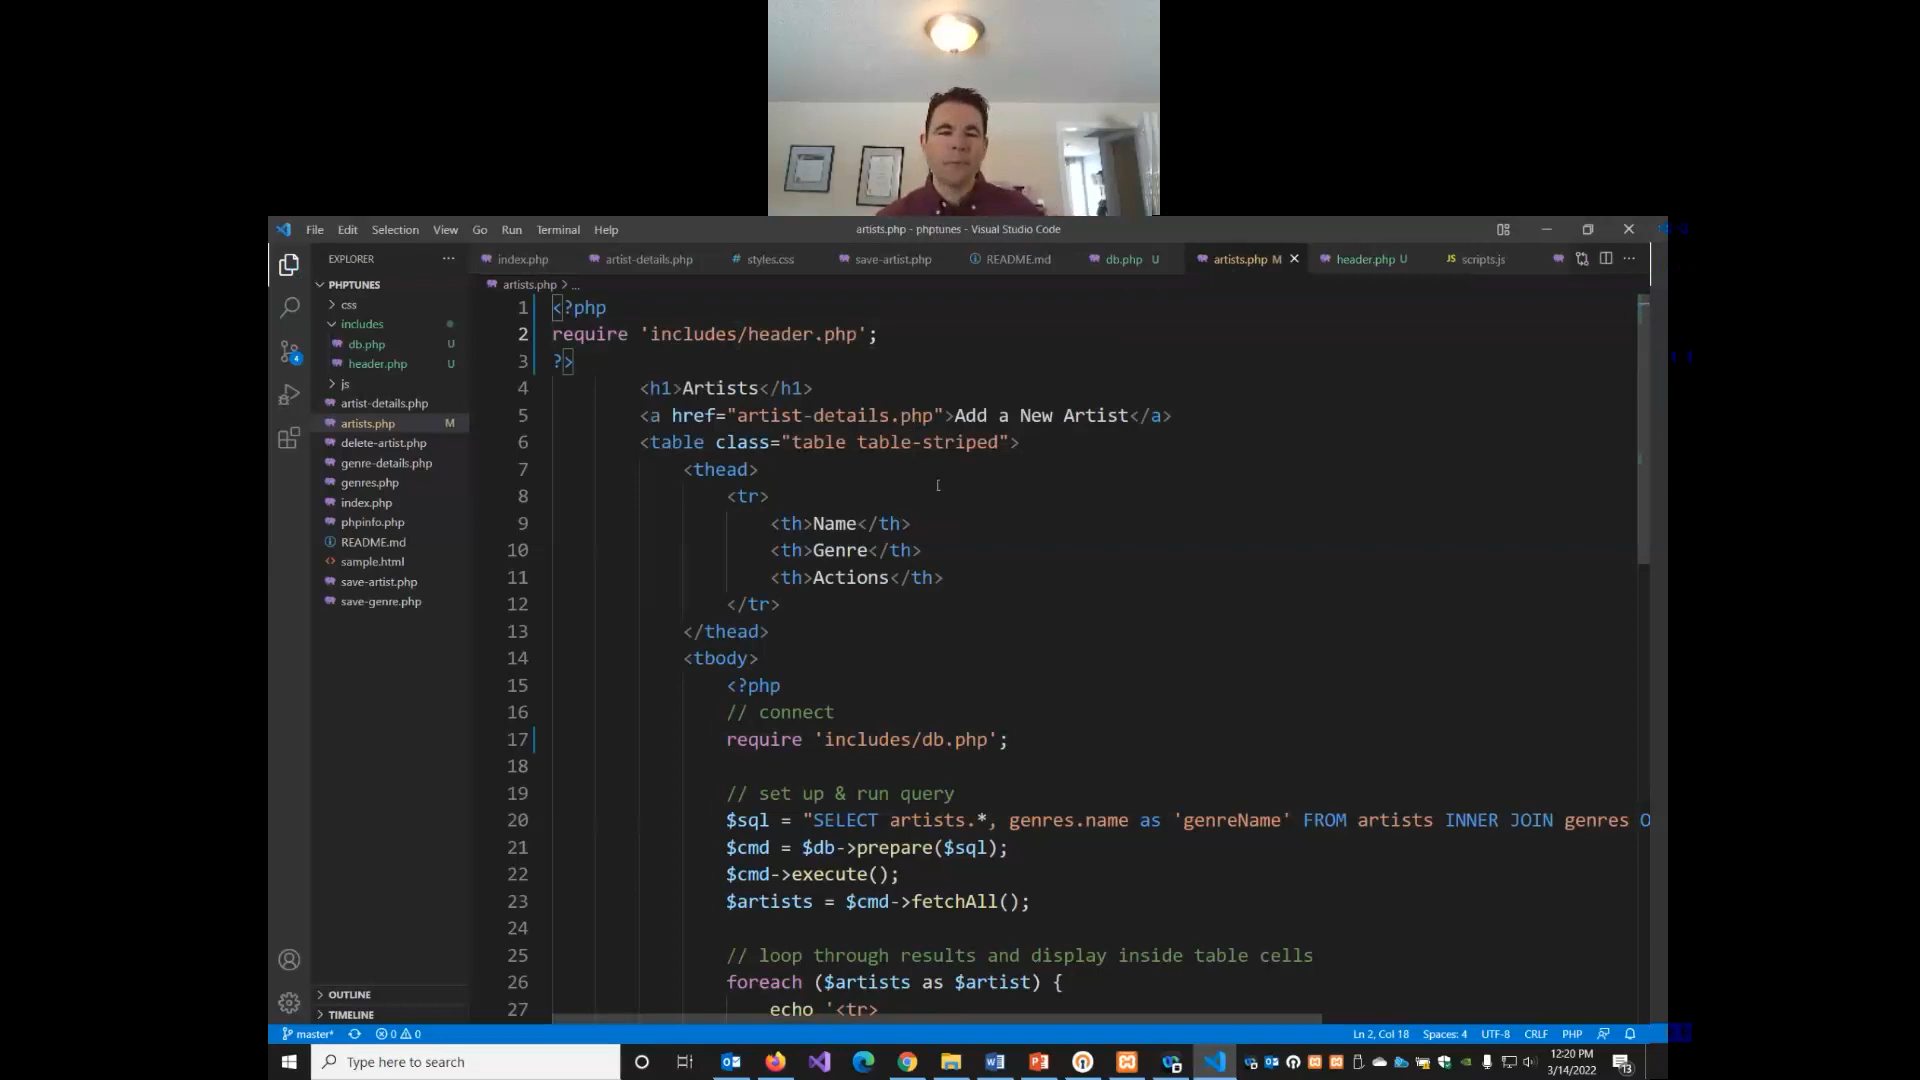 File Edit Selection View Go Run Terminal Help
artists.php - phptunes - Visual Studio Code
EXPLORER
index.php
artist-details.php
# styles.css
save-artist.php
README.md
db.php U
artists.php M
header.php U
JS scripts.js
PHPTUNES
css
includes
db.php U
header.php U
js
artist-details.php
artists.php M
delete-artist.php
genre-details.php
genres.php
index.php
phpinfo.php
README.md
sample.html
save-artist.php
save-genre.php
OUTLINE
TIMELINE
4
artists.php > ...
1 <?php
2 require 'includes/header.php';
3 ?>
4 <h1>Artists</h1>
5 <a href="artist-details.php">Add a New Artist</a>
6 <table class="table table-striped">
7 <thead>
8 <tr>
9 <th>Name</th>
10 <th>Genre</th>
11 <th>Actions</th>
12 </tr>
13 </thead>
14 <tbody>
15 <?php
16 // connect
17 require 'includes/db.php';
18
19 // set up & run query
20 $sql = "SELECT artists.*, genres.name as 'genreName' FROM artists INNER JOIN genres O
21 $cmd = $db->prepare($sql);
22 $cmd->execute();
23 $artists = $cmd->fetchAll();
24
25 // loop through results and display inside table cells
26 foreach ($artists as $artist) {
27 echo '<tr>
master* 0 0 Ln 2, Col 18 Spaces: 4 UTF-8 CRLF PHP
Type here to search
12:20 PM
3/14/2022
13